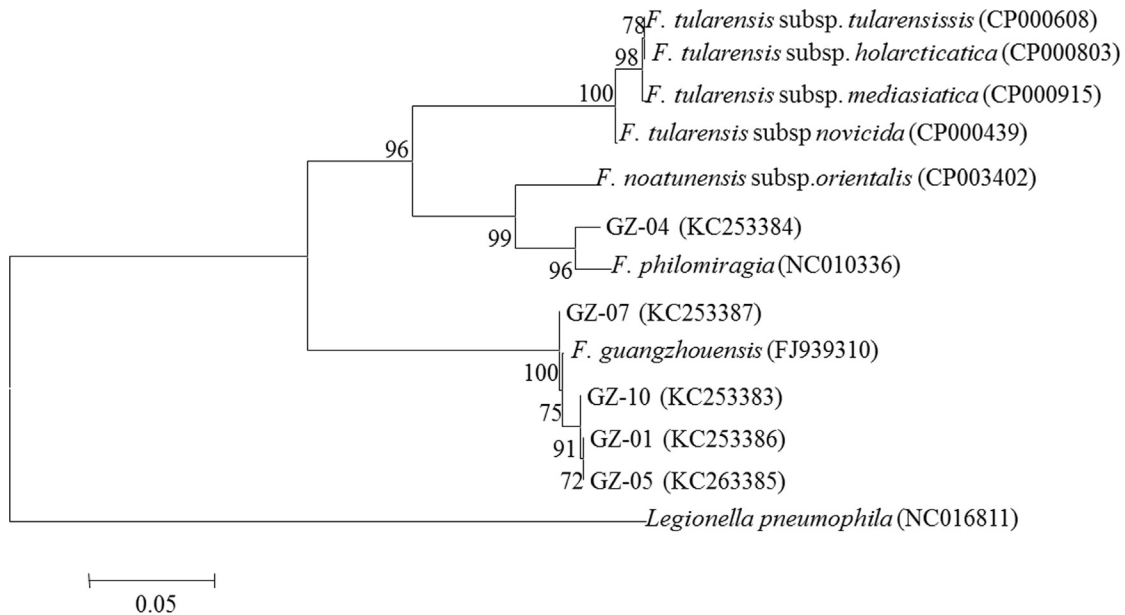 78 F. tularensis subsp. tularensissis (CP000608)
98 F. tularensis subsp. holarcticatica (CP000803)
100 F. tularensis subsp. mediasiatica (CP000915)
F. tularensis subsp novicida (CP000439)
96
F. noatunensis subsp.orientalis (CP003402)
GZ-04 (KC253384)
99
96 F. philomiragia (NC010336)
GZ-07 (KC253387)
F. guangzhouensis (FJ939310)
100
GZ-10 (KC253383)
75
GZ-01 (KC253386)
91
72 GZ-05 (KC263385)
Legionella pneumophila (NC016811)
0.05